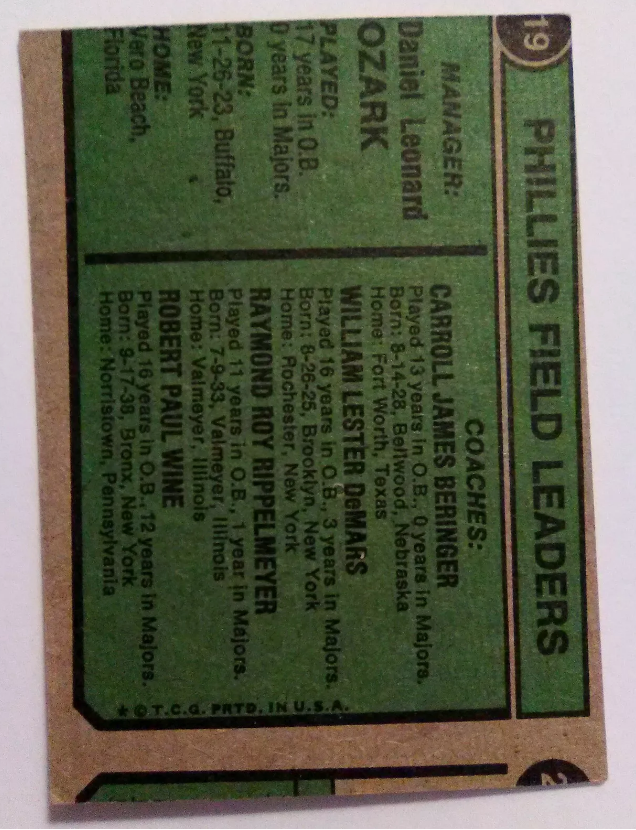 19
PHILLIES FIELD LEADERS
MANAGER:
Daniel Leonard
OZARK
PLAYED:
17 years in O.B.
0 years in Majors.
BORN:
11-26-23, Buffalo,
New York
HOME:
Vero Beach,
Florida
COACHES:
CARROLL JAMES BERINGER
Played 13 years in O.B., 0 years in Majors.
Born: 8-14-28, Bellwood, Nebraska
Home: Fort Worth, Texas
WILLIAM LESTER DeMARS
Played 16 years in O.B., 3 years in Majors.
Born: 8-26-25, Brooklyn, New York
Home: Rochester, New York
RAYMOND ROY RIPPELMEYER
Played 11 years in O.B., 1 year in Majors.
Born: 7-9-33, Valmeyer, Illinois
Home: Valmeyer, Illinois
ROBERT PAUL WINE
Played 16 years in O.B., 12 years in Majors.
Born: 9-17-38, Bronx, New York
Home: Norristown, Pennsylvania
★ © T.C.G. PRTD. IN U.S.A.
2